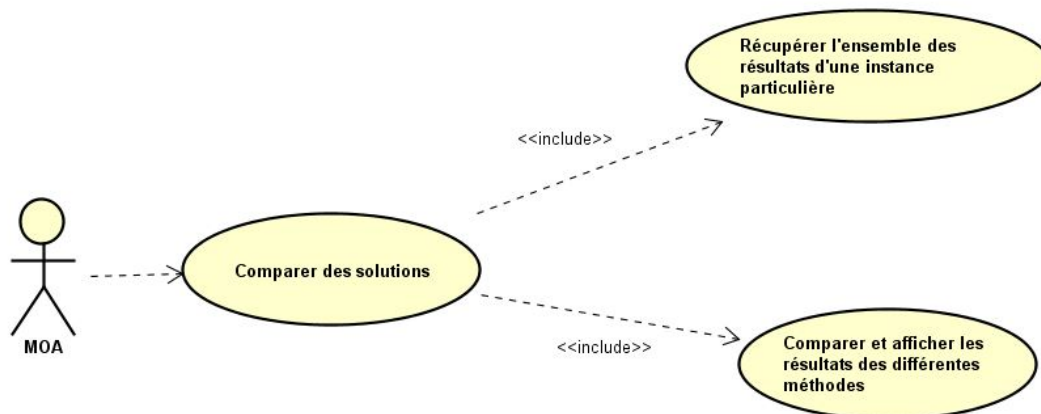 Récupérer l'ensemble des
résultats d'une instance
particulière
<<include>>
Comparer des solutions
MOA
<<include>>
Comparer et afficher les
résultats des différentes
méthodes